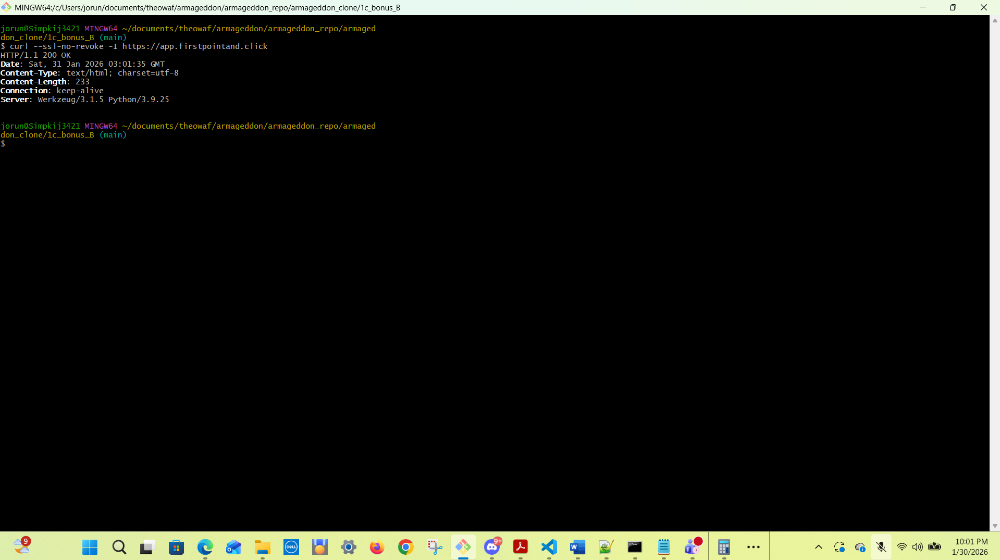 MINGW64:/c/Users/jorun/documents/theowaf/armageddon/armageddon_repo/armageddon_clone/1c_bonus_B
jorun@Simpkij3421 MINGW64 ~/documents/theowaf/armageddon/armageddon_repo/armaged
don_clone/1c_bonus_B (main)
$ curl --ssl-no-revoke -I https://app.firstpointand.click
HTTP/1.1 200 OK
Date: Sat, 31 Jan 2026 03:01:35 GMT
Content-Type: text/html; charset=utf-8
Content-Length: 233
Connection: keep-alive
Server: Werkzeug/3.1.5 Python/3.9.25
jorun@Simpkij3421 MINGW64 ~/documents/theowaf/armageddon/armageddon_repo/armaged
don_clone/1c_bonus_B (main)
$
9
DELL
9+
10:01 PM
1/30/2026